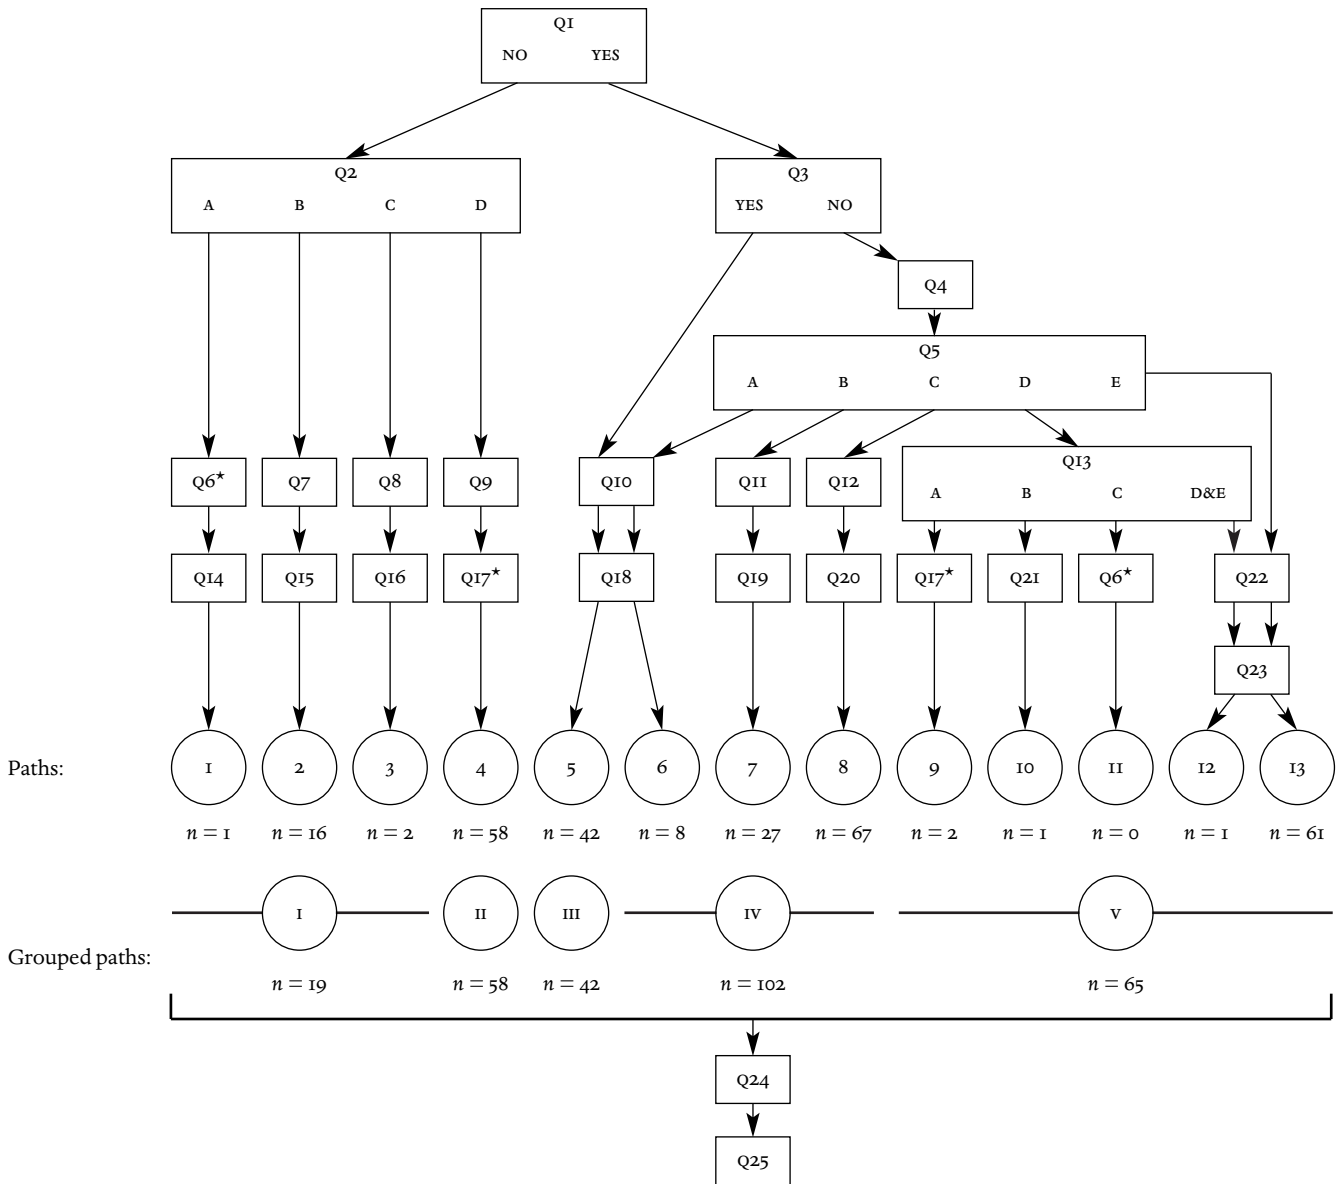 Q1
NO YES
Q2
A B C D
Q3
YES NO
Q4
Q5
A B C D E
Q6★ Q7 Q8 Q9 Q10 Q11 Q12
Q13
A B C D&E
Q14 Q15 Q16 Q17★ Q18 Q19 Q20 Q17★ Q21 Q6★ Q22
Q23
Paths: 1 2 3 4 5 6 7 8 9 10 11 12 13
n = 1 n = 16 n = 2 n = 58 n = 42 n = 8 n = 27 n = 67 n = 2 n = 1 n = 0 n = 1 n = 61
I II III IV V
Grouped paths:
n = 19 n = 58 n = 42 n = 102 n = 65
Q24
Q25